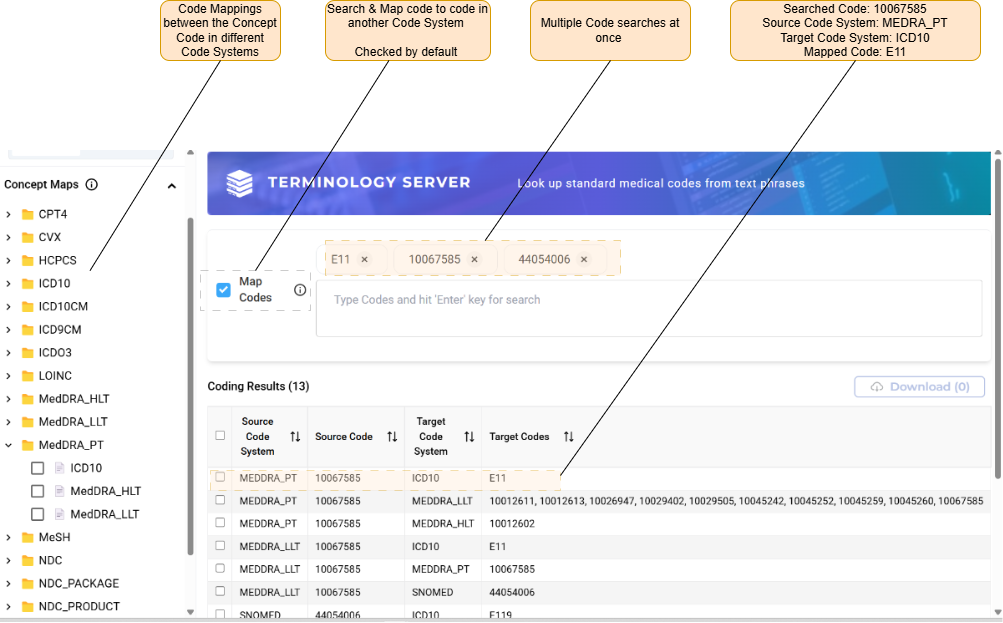 Code Mappings
between the Concept
Code in different
Code Systems
Search & Map code to code in
another Code System
Checked by default
Multiple Code searches at
once
Searched Code: 10067585
Source Code System: MEDRA_PT
Target Code System: ICD10
Mapped Code: E11
Concept Maps
CPT4
CVX
HCPCS
ICD10
ICD10CM
ICD9CM
ICDO3
LOINC
MedDRA_HLT
MedDRA_LLT
MedDRA_PT
ICD10
MedDRA_HLT
MedDRA_LLT
MeSH
NDC
NDC_PACKAGE
NDC_PRODUCT
TERMINOLOGY SERVER
Look up standard medical codes from text phrases
E11 × 10067585 × 44054006 ×
Map
Codes
Type Codes and hit 'Enter' key for search
Coding Results (13)
Download (0)
Source
Code
System
Source Code
Target
Code
System
Target Codes
MEDDRA_PT 10067585 ICD10 E11
MEDDRA_PT 10067585 MEDDRA_LLT 10012611, 10012613, 10026947, 10029402, 10029505, 10045242, 10045252, 10045259, 10045260, 10067585
MEDDRA_PT 10067585 MEDDRA_HLT 10012602
MEDDRA_LLT 10067585 ICD10 E11
MEDDRA_LLT 10067585 MEDDRA_PT 10067585
MEDDRA_LLT 10067585 SNOMED 44054006
SNOMED 44054006 ICD10 E119